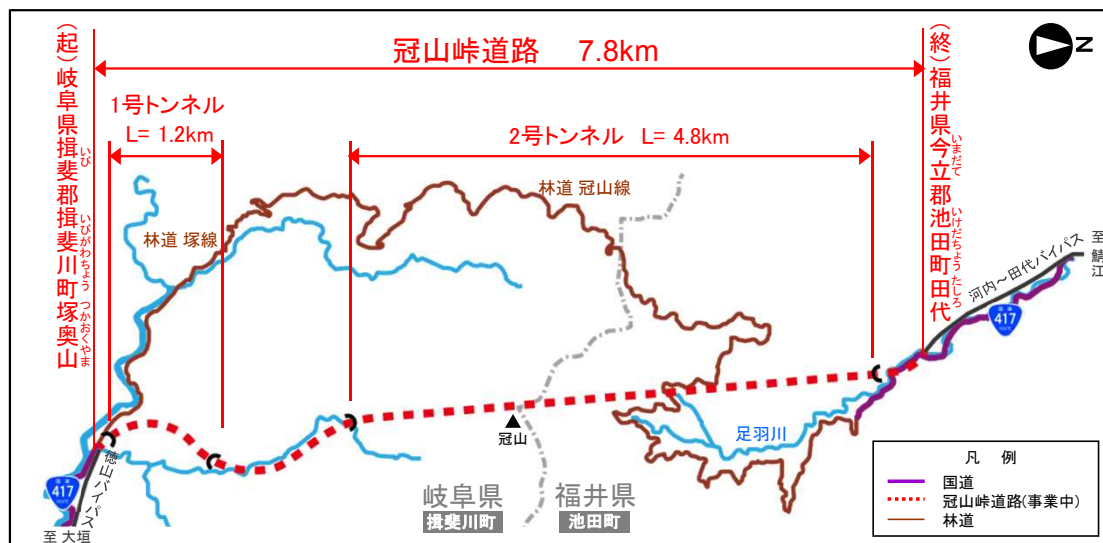 冠山峠道路 7.8km
(起)岐阜県揖斐郡揖斐川町塚奥山
いび
いびがわちょう
つかおくやま
(終)福井県今立郡池田町田代
いまだて
いけだちょう
たしろ
N
1号トンネル
L= 1.2km
2号トンネル L= 4.8km
林道 塚線
林道 冠山線
河内~田代バイパス
至 鯖江
国道
417
冠山
足羽川
徳山バイパス
国道
417
至 大垣
岐阜県
揖斐川町
福井県
池田町
凡 例
国道
冠山峠道路(事業中)
林道